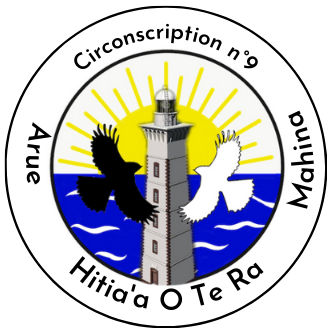 Circonscription n°9
Arue
Mahina
Hitia'a O Te Ra